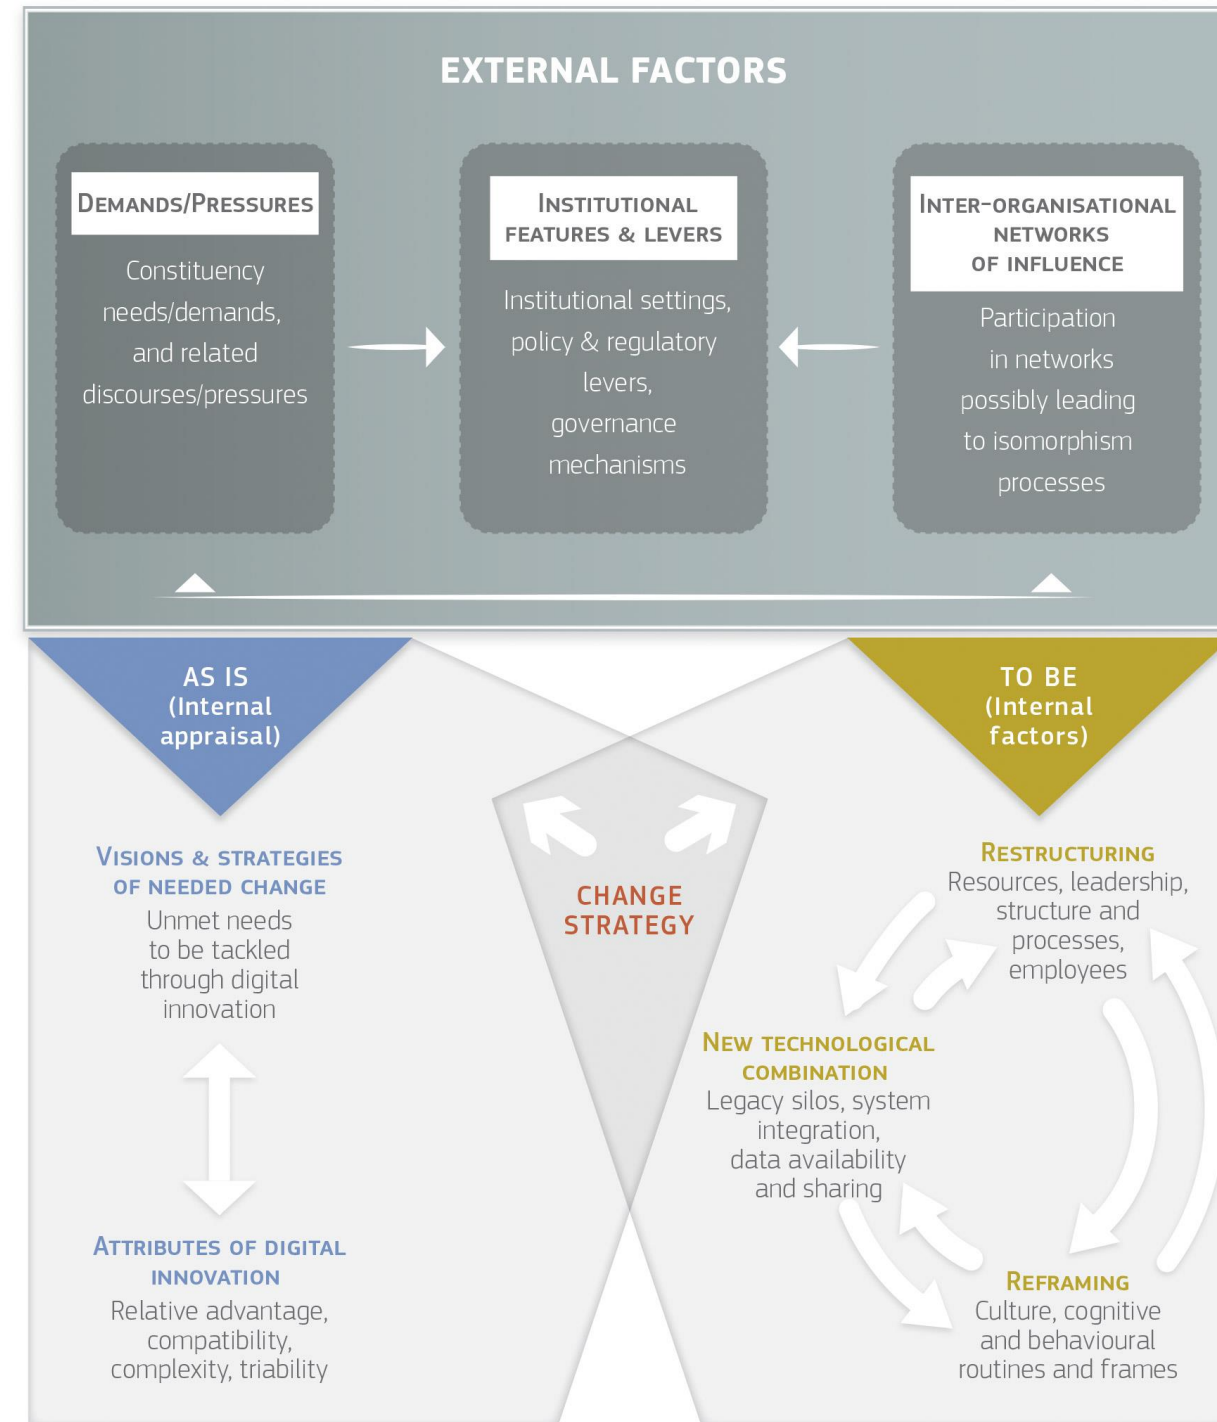 EXTERNAL FACTORS
DEMANDS/PRESSURES
Constituency
needs/demands,
and related
discourses/pressures
INSTITUTIONAL
FEATURES & LEVERS
Institutional settings,
policy & regulatory
levers,
governance
mechanisms
INTER-ORGANISATIONAL
NETWORKS
OF INFLUENCE
Participation
in networks
possibly leading
to isomorphism
processes
AS IS
(Internal
appraisal)
VISIONS & STRATEGIES
OF NEEDED CHANGE
Unmet needs
to be tackled
through digital
innovation
ATTRIBUTES OF DIGITAL
INNOVATION
Relative advantage,
compatibility,
complexity, triability
CHANGE
STRATEGY
TO BE
(Internal
factors)
RESTRUCTURING
Resources, leadership,
structure and
processes,
employees
NEW TECHNOLOGICAL
COMBINATION
Legacy silos, system
integration,
data availability
and sharing
REFRAMING
Culture, cognitive
and behavioural
routines and frames